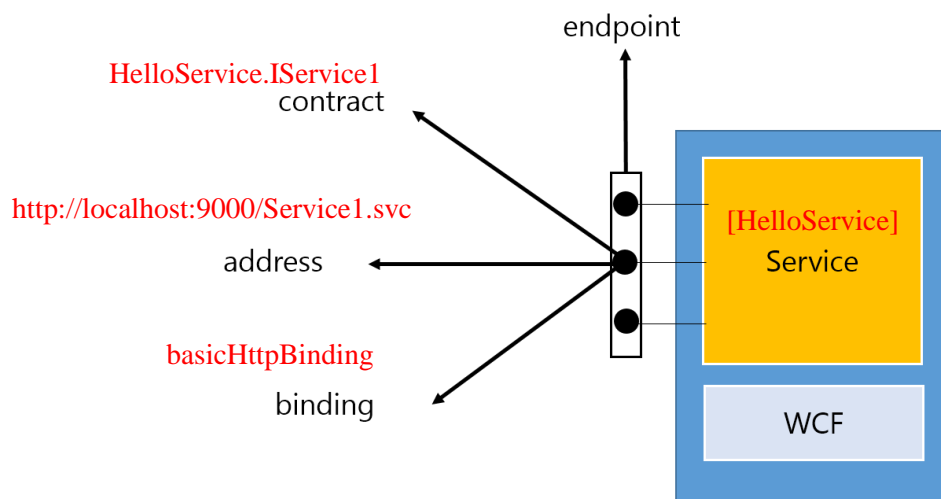 endpoint
HelloService.IService1
contract
http://localhost:9000/Service1.svc
address
[HelloService]
Service
basicHttpBinding
binding
WCF